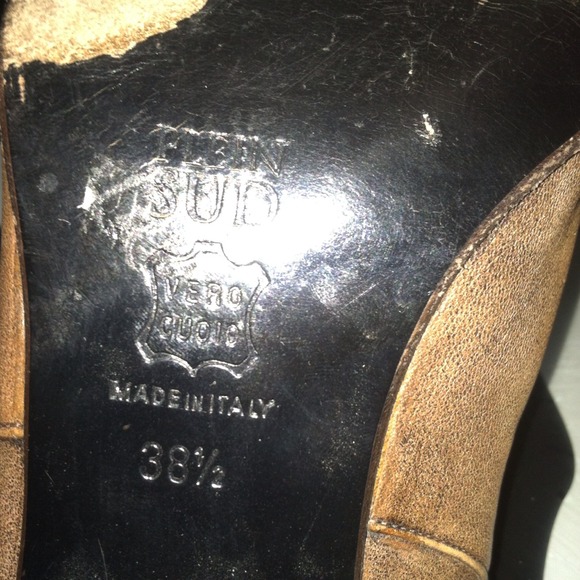 PLEIN
SUD
VERO
CUOIO
MADE IN ITALY
38½